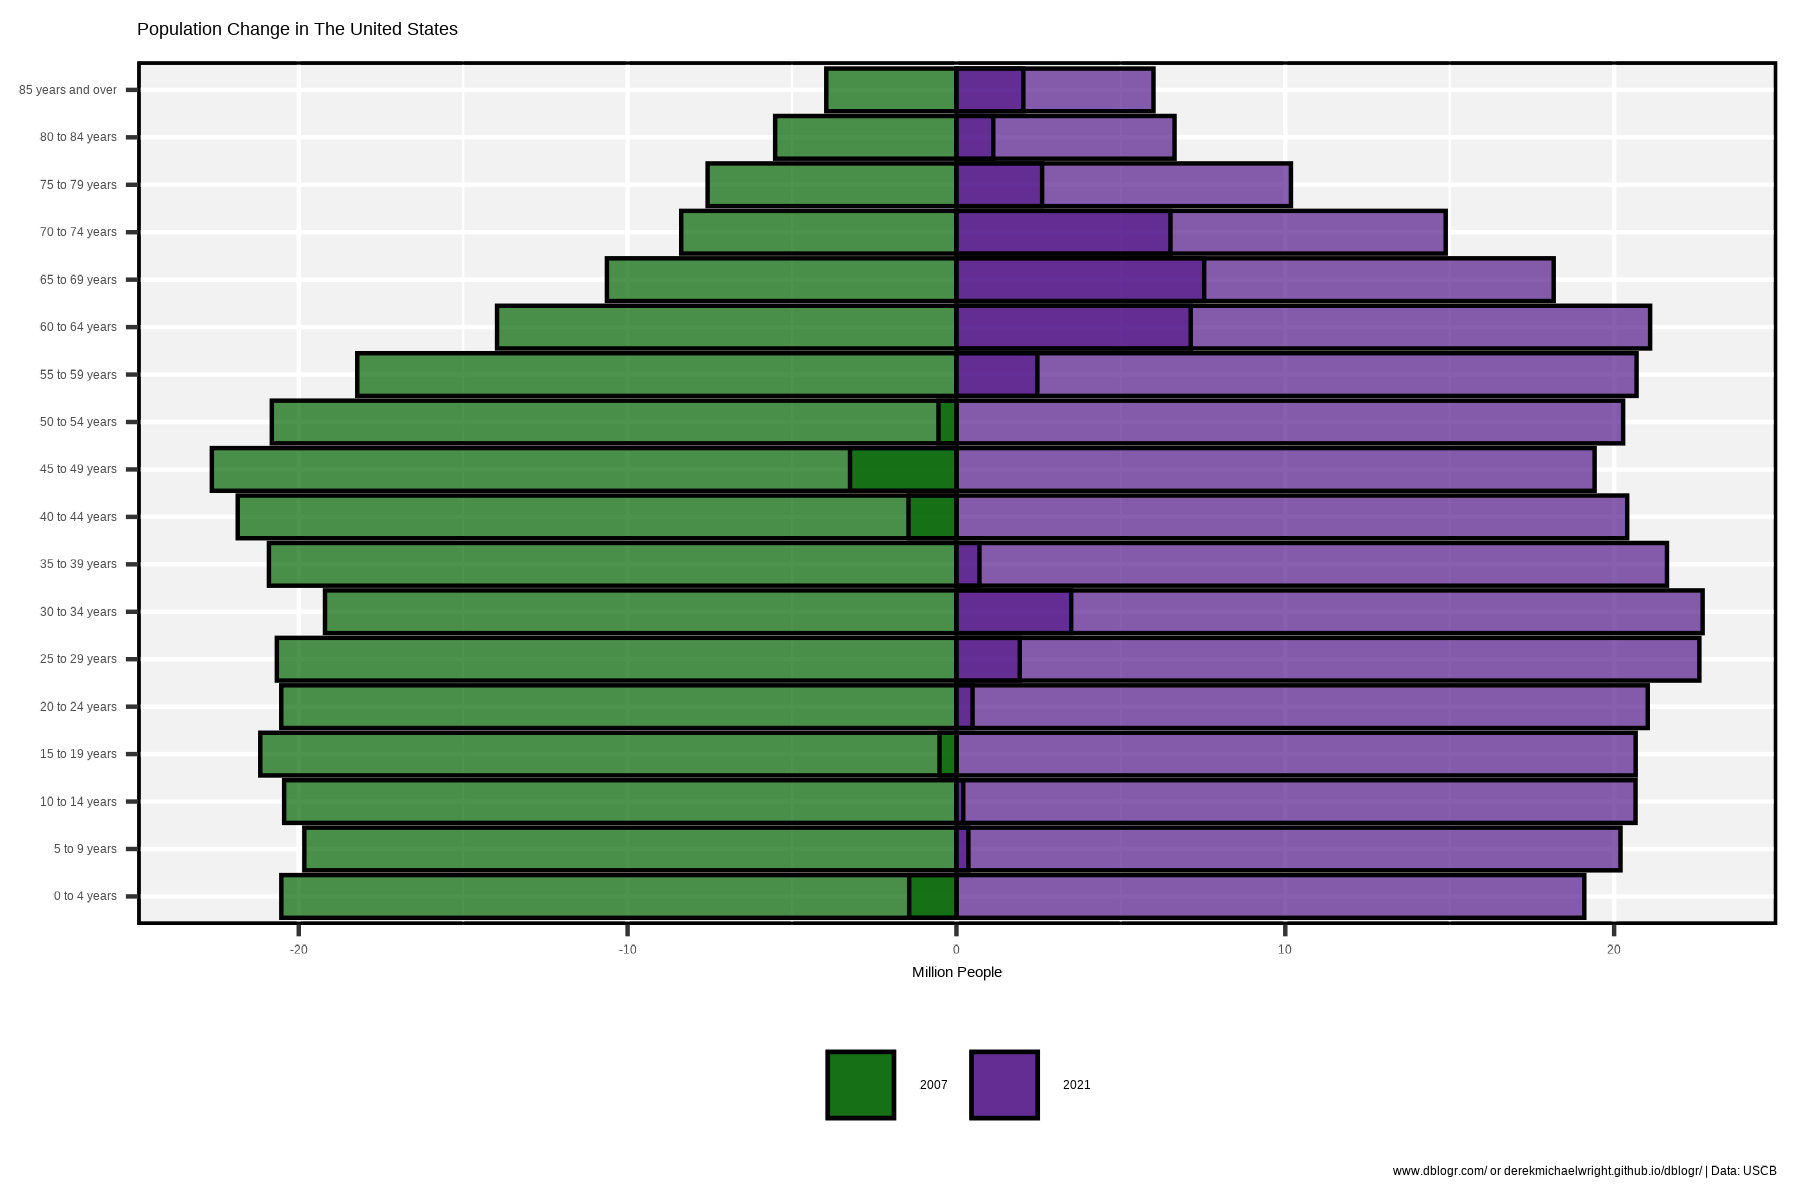 Population Change in The United States
85 years and over
80 to 84 years
75 to 79 years
70 to 74 years
65 to 69 years
60 to 64 years
55 to 59 years
50 to 54 years
45 to 49 years
40 to 44 years
35 to 39 years
30 to 34 years
25 to 29 years
20 to 24 years
15 to 19 years
10 to 14 years
5 to 9 years
0 to 4 years
-20 -10 0 10 20
Million People
2007 2021
www.dblogr.com/ or derekmichaelwright.github.io/dblogr/ | Data: USCB